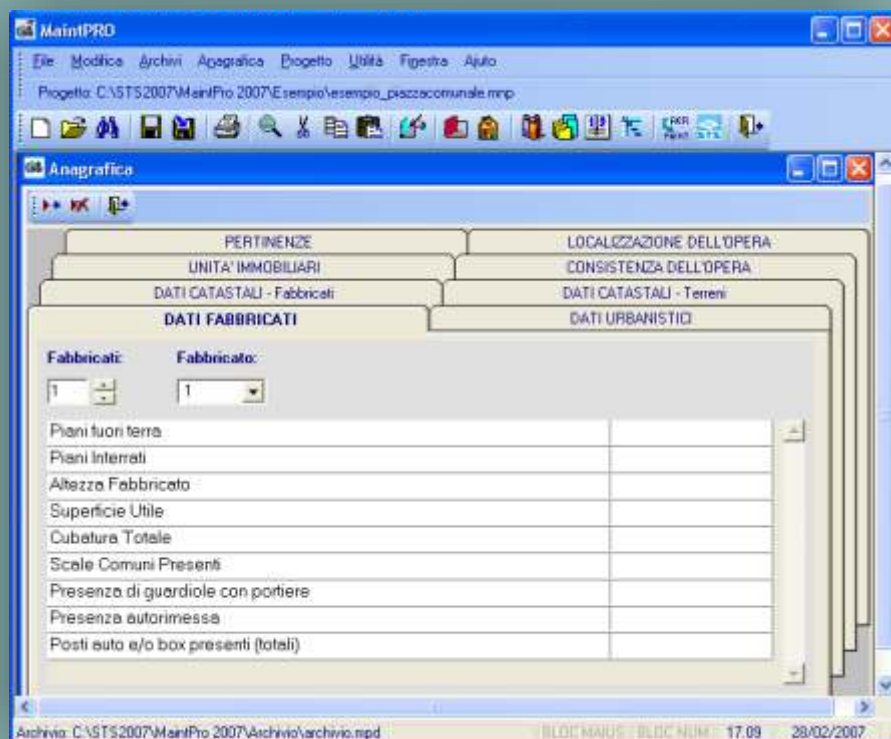 MaintPRO
File Modifica Archivi Anagrafica Progetto Utilità Finestra Aiuto
Progetto: C:\STS2007\MaintPro 2007\Esempio\esempio_piazzacomunale.mnp
Anagrafica
PERTINENZE LOCALIZZAZIONE DELL'OPERA
UNITA' IMMOBILIARI CONSISTENZA DELL'OPERA
DATI CATASTALI - Fabbricati DATI CATASTALI - Terreni
DATI FABBRICATI DATI URBANISTICI
Fabbricati: Fabbricato:
1 1
Piani fuori terra
Piani Interrati
Altezza Fabbricato
Superficie Utile
Cubatura Totale
Scale Comuni Presenti
Presenza di guardiole con portiere
Presenza autorimessa
Posti auto e/o box presenti (totali)
Archivio: C:\STS2007\MaintPro 2007\Archivio\archivio.mpd BLOC MAIUS BLOC NUM 17.09 28/02/2007